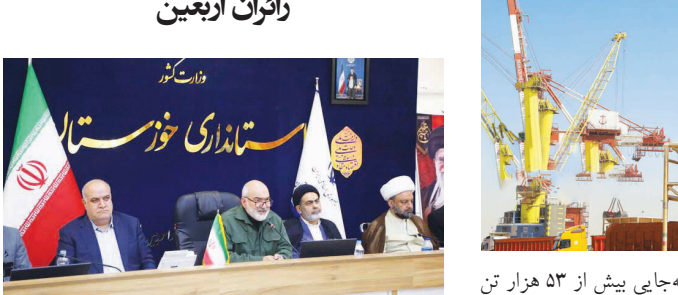 زائران اربعین
وزارت کشور
استانداری خوزستان
ه‌جایی بیش از ۵۳ هزار تن